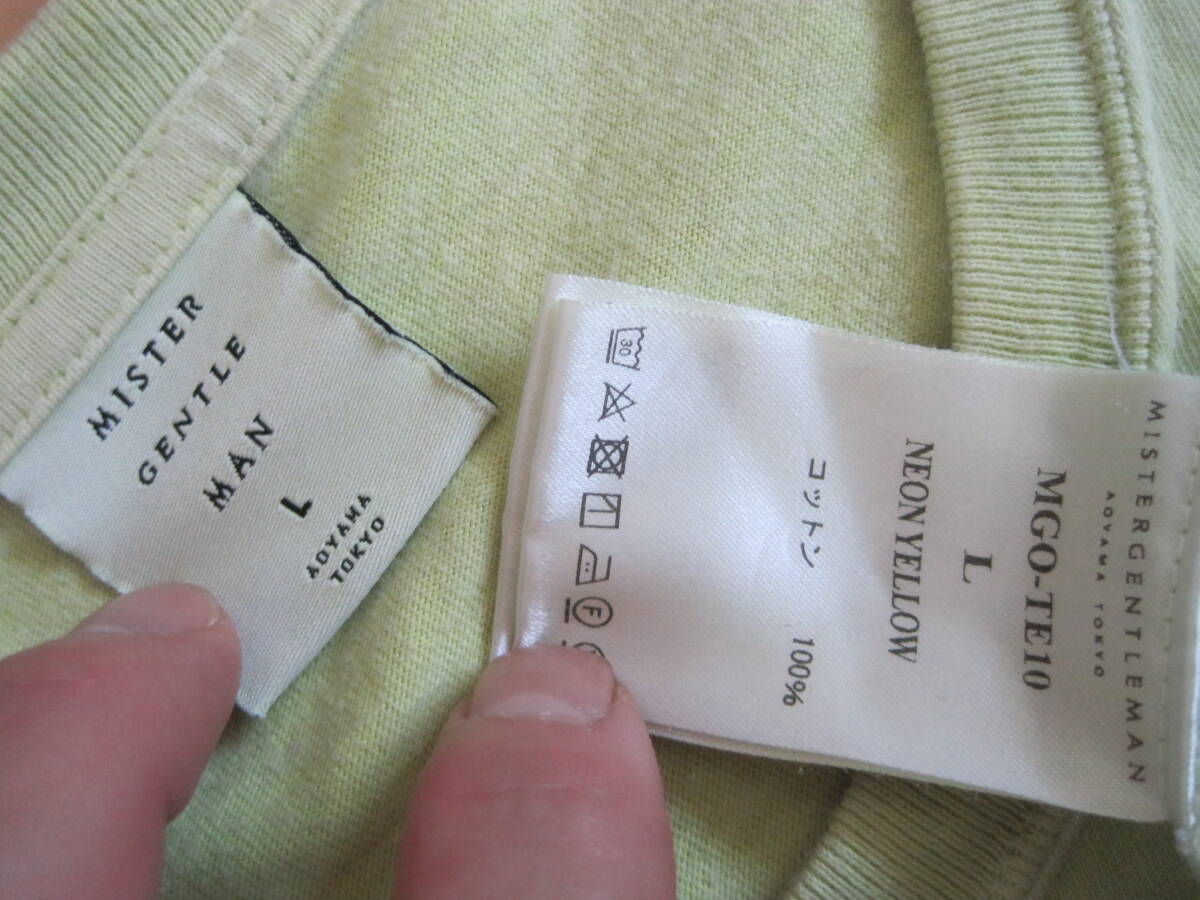 MISTER
GENTLE
MAN
L
AOYAMA
TOKYO
MISTERGENTLEMAN
AOYAMA TOKYO
MGO-TE10
L
NEON YELLOW
コットン 100%
30
F